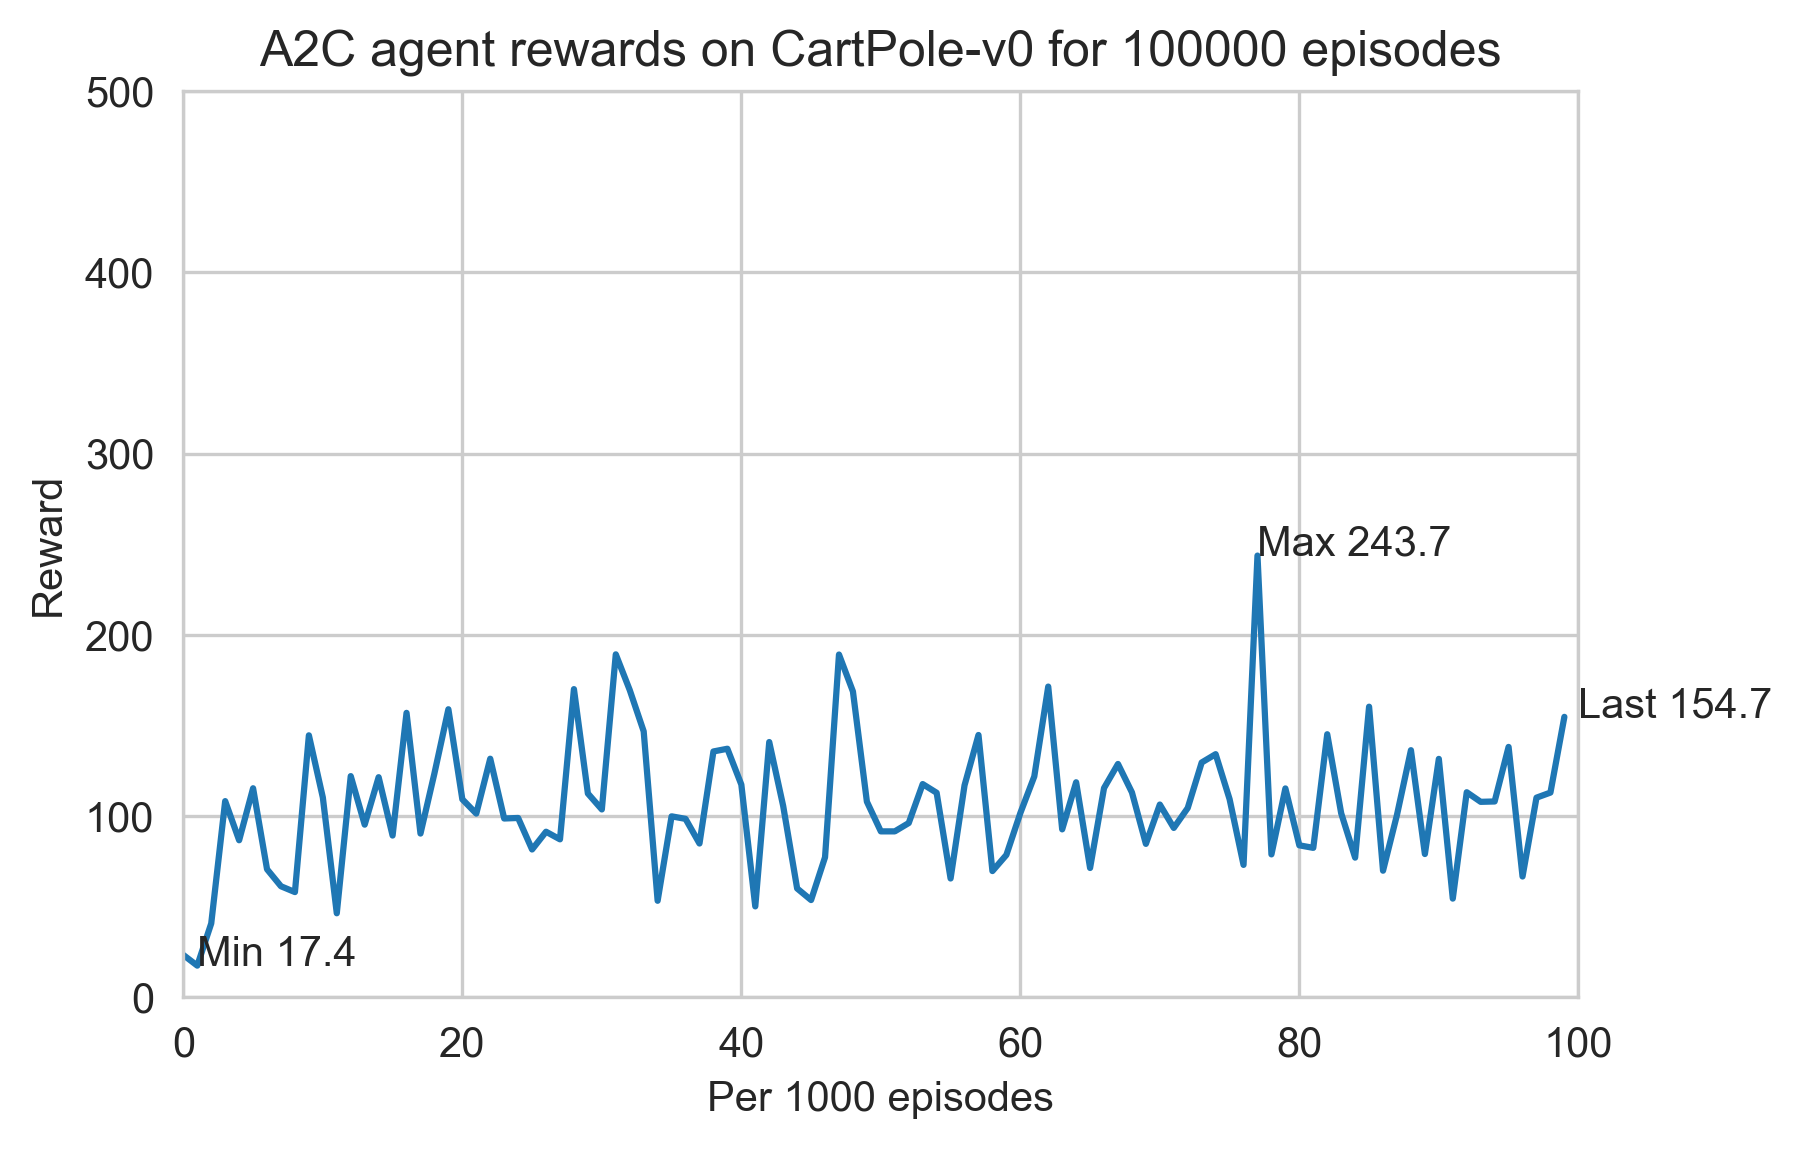 A2C agent rewards on CartPole-v0 for 100000 episodes
500
400
300
200
100
0
Reward
Max 243.7
Last 154.7
Min 17.4
0 20 40 60 80 100
Per 1000 episodes